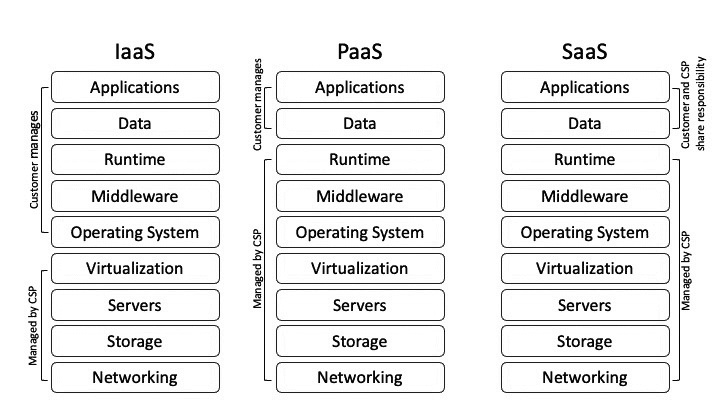 IaaS
Customer manages
Managed by CSP
Applications
Data
Runtime
Middleware
Operating System
Virtualization
Servers
Storage
Networking
PaaS
Customer manages
Managed by CSP
Applications
Data
Runtime
Middleware
Operating System
Virtualization
Servers
Storage
Networking
SaaS
Applications
Data
Runtime
Middleware
Operating System
Virtualization
Servers
Storage
Networking
Customer and CSP
share responsibility
Managed by CSP